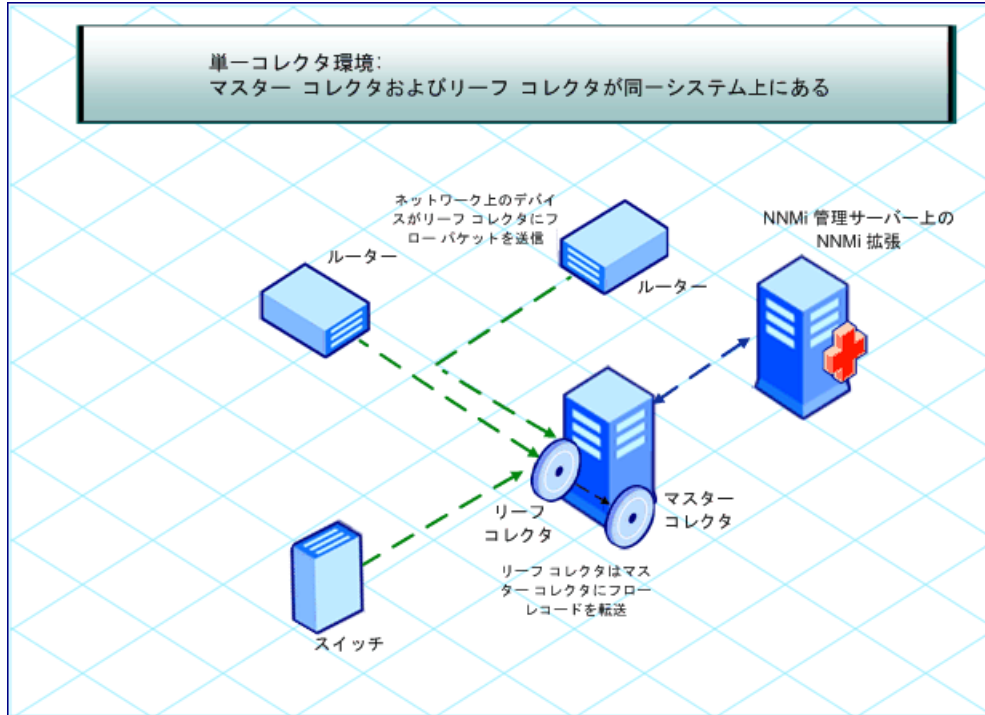 単一コレクタ環境:
マスター コレクタおよびリーフ コレクタが同一システム上にある
ネットワーク上のデバイ
スがリーフ コレクタにフ
ロー パケットを送信
NNMi 管理サーバー上の
NNMi 拡張
ルーター
ルーター
リーフ
コレクタ
マスター
コレクタ
リーフ コレクタはマス
ター コレクタにフロー
レコードを転送
スイッチ